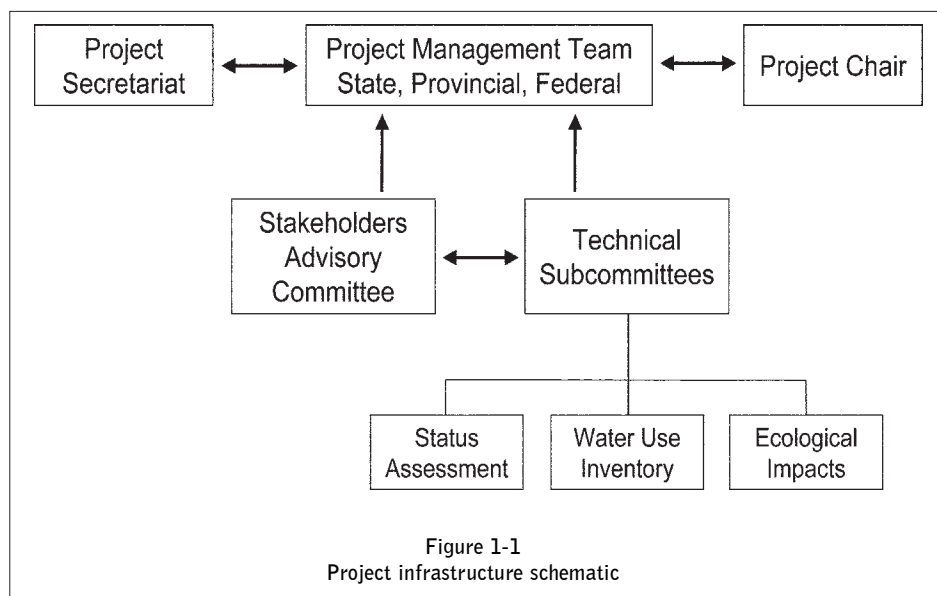 Project
Secretariat
Project Management Team
State, Provincial, Federal
Project Chair
Stakeholders
Advisory
Committee
Technical
Subcommittees
Status
Assessment
Water Use
Inventory
Ecological
Impacts
Figure 1-1
Project infrastructure schematic